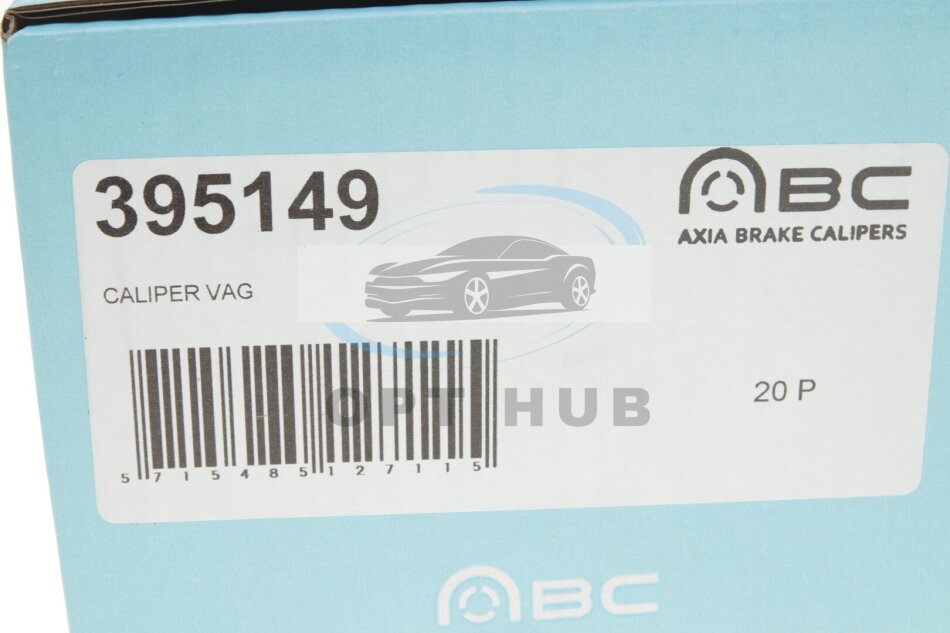 395149
ABC
AXIA BRAKE CALIPERS
CALIPER VAG
OPT HUB
20 P
5 715485 127115
ABC